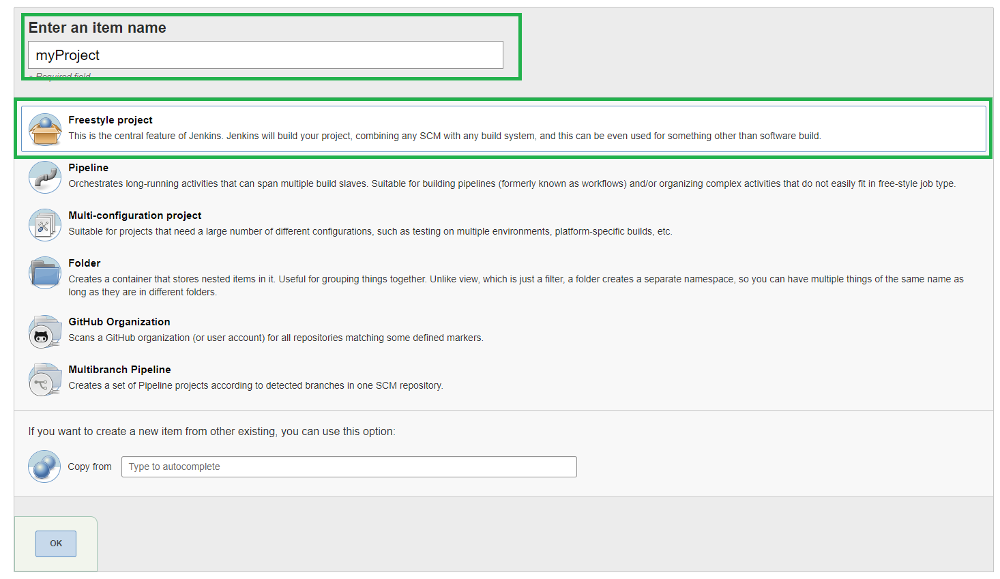 Enter an item name
myProject
» Required field
Freestyle project
This is the central feature of Jenkins. Jenkins will build your project, combining any SCM with any build system, and this can be even used for something other than software build.
Pipeline
Orchestrates long-running activities that can span multiple build slaves. Suitable for building pipelines (formerly known as workflows) and/or organizing complex activities that do not easily fit in free-style job type.
Multi-configuration project
Suitable for projects that need a large number of different configurations, such as testing on multiple environments, platform-specific builds, etc.
Folder
Creates a container that stores nested items in it. Useful for grouping things together. Unlike view, which is just a filter, a folder creates a separate namespace, so you can have multiple things of the same name as
long as they are in different folders.
GitHub Organization
Scans a GitHub organization (or user account) for all repositories matching some defined markers.
Multibranch Pipeline
Creates a set of Pipeline projects according to detected branches in one SCM repository.
If you want to create a new item from other existing, you can use this option:
Copy from
Type to autocomplete
OK